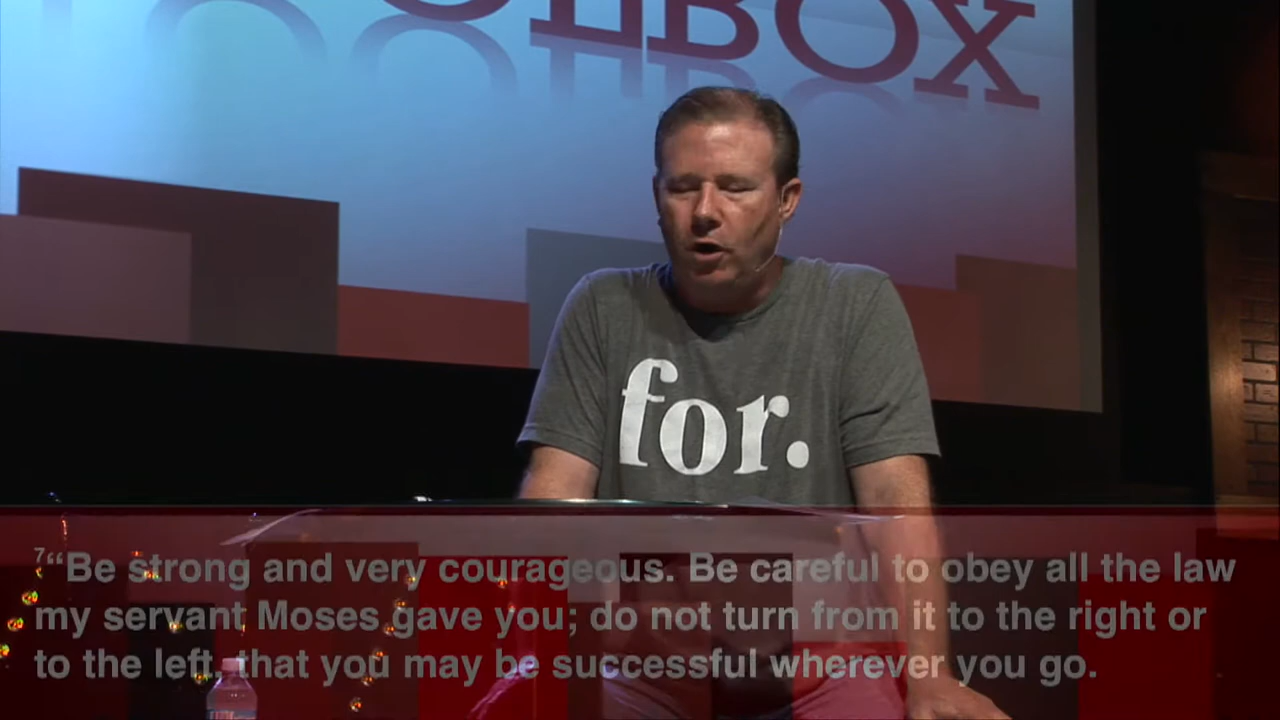 BOX
for.
7“Be strong and very courageous. Be careful to obey all the law
my servant Moses gave you; do not turn from it to the right or
to the left, that you may be successful wherever you go.